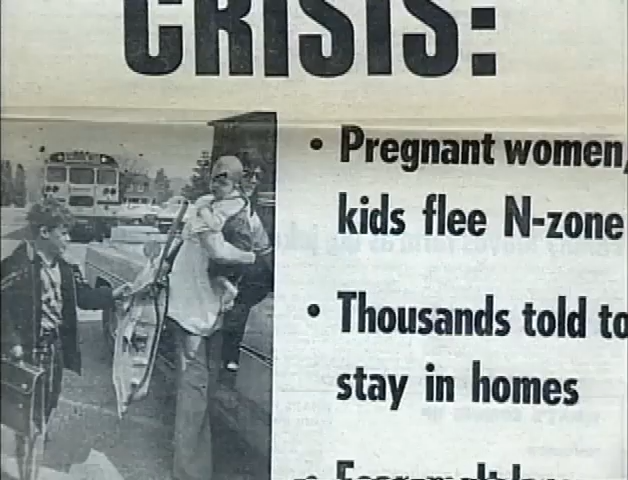 CRISIS:
• Pregnant women,
kids flee N-zone
• Thousands told to
stay in homes